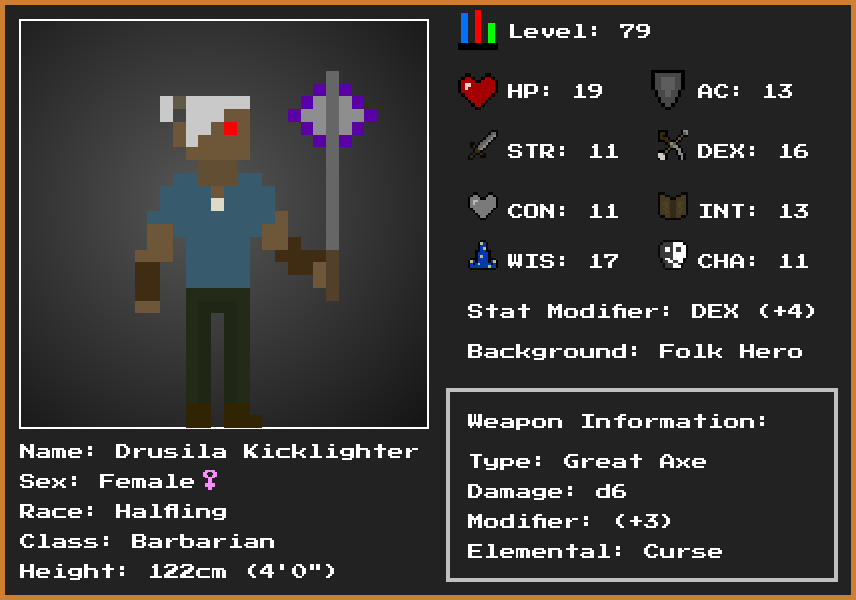 Level: 79
HP: 19
AC: 13
STR: 11
DEX: 16
CON: 11
INT: 13
WIS: 17
CHA: 11
Stat Modifier: DEX (+4)
Background: Folk Hero
Weapon Information:
Type: Great Axe
Damage: d6
Modifier: (+3)
Elemental: Curse
Name: Drusila Kicklighter
Sex: Female♀
Race: Halfling
Class: Barbarian
Height: 122cm (4'0")